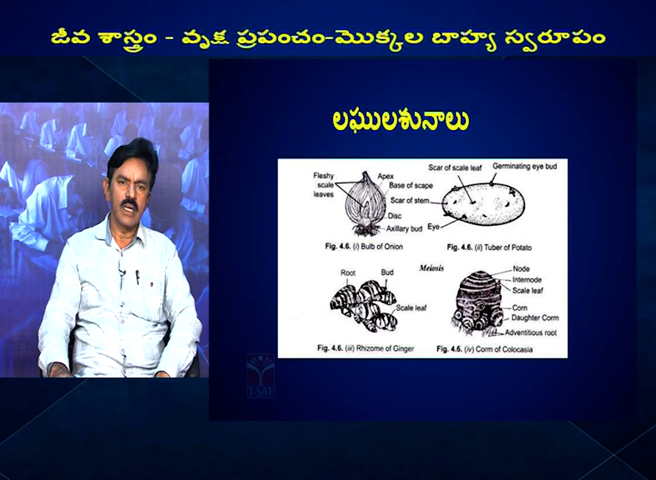 జీవ శాస్త్రం - వృక్ష ప్రపంచం-మొక్కల బాహ్య స్వరూపం
లఘులశునాలు
Fleshy scale leaves
Apex
Base of scape
Scar of stem
Disc
Axillary bud
Fig. 4.6. (i) Bulb of Onion
Scar of scale leaf
Germinating eye bud
Eye
Fig. 4.6. (ii) Tuber of Potato
Meiosis
Root
Bud
Scale leaf
Fig. 4.6. (iii) Rhizome of Ginger
Node
Internode
Scale leaf
Corn
Daughter Corm
Adventitious root
Fig. 4.6. (iv) Corm of Colocasia
T-SAT